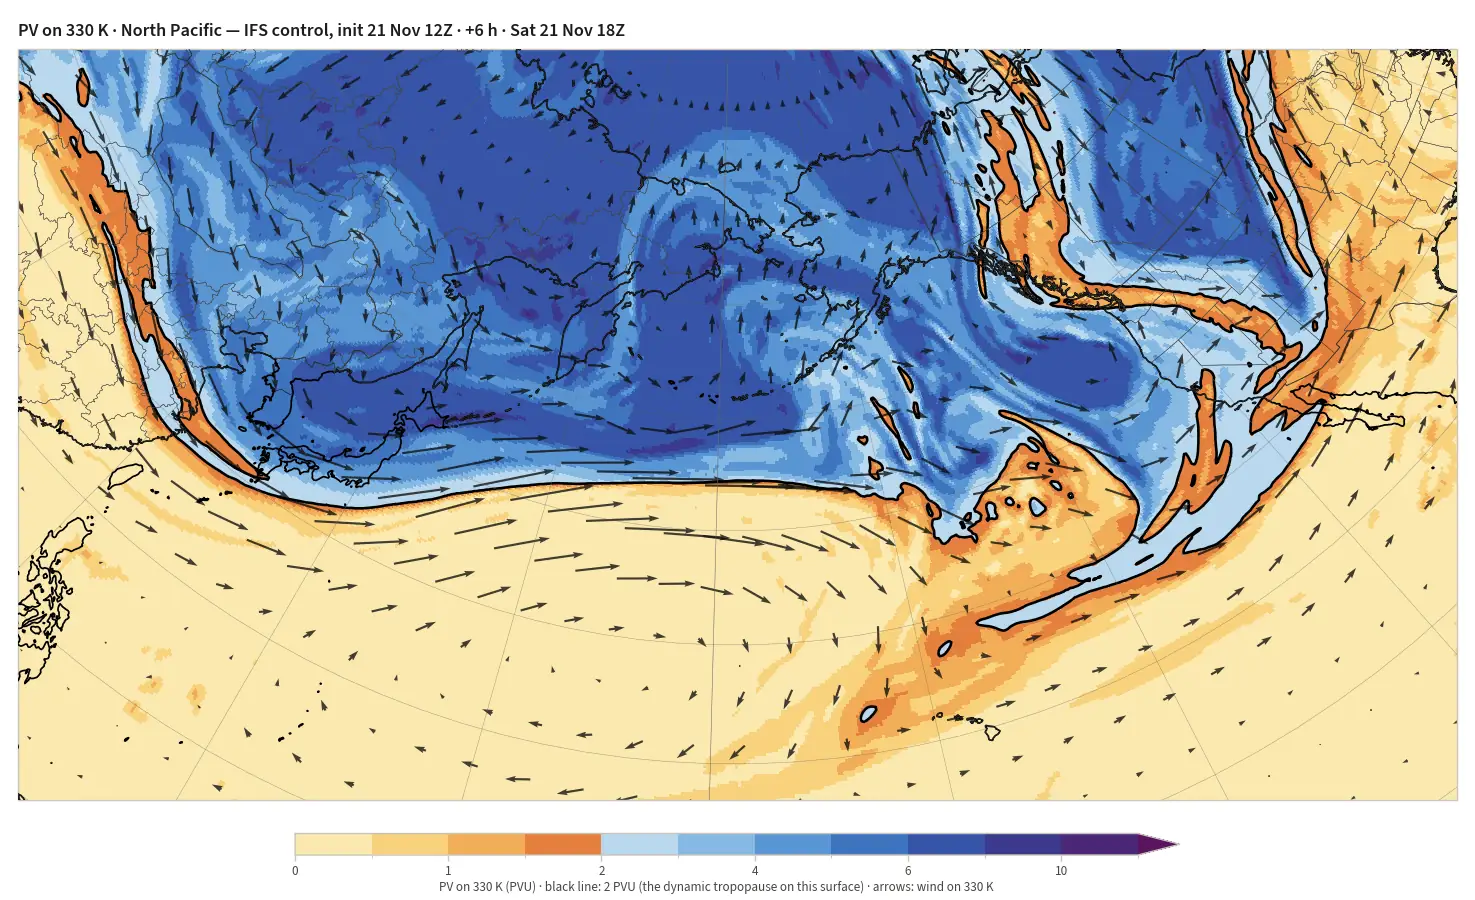 PV on 330 K · North Pacific — IFS control, init 21 Nov 12Z · +6 h · Sat 21 Nov 18Z
0 1 2 4 6 10
PV on 330 K (PVU) · black line: 2 PVU (the dynamic tropopause on this surface) · arrows: wind on 330 K